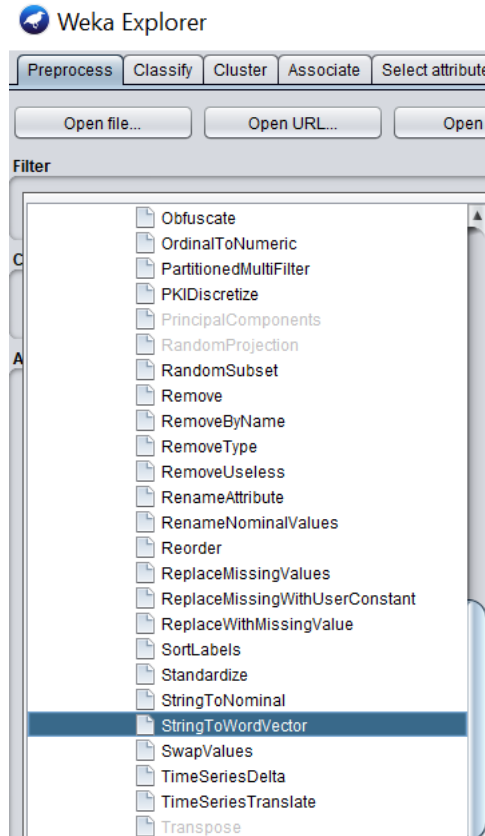 Weka Explorer
Preprocess Classify Cluster Associate Select attribute
Open file... Open URL... Open
Filter
Obfuscate
OrdinalToNumeric
C
PartitionedMultiFilter
PKIDiscretize
PrincipalComponents
RandomProjection
A
RandomSubset
Remove
RemoveByName
RemoveType
RemoveUseless
RenameAttribute
RenameNominalValues
Reorder
ReplaceMissingValues
ReplaceMissingWithUserConstant
ReplaceWithMissingValue
SortLabels
Standardize
StringToNominal
StringToWordVector
SwapValues
TimeSeriesDelta
TimeSeriesTranslate
Transpose